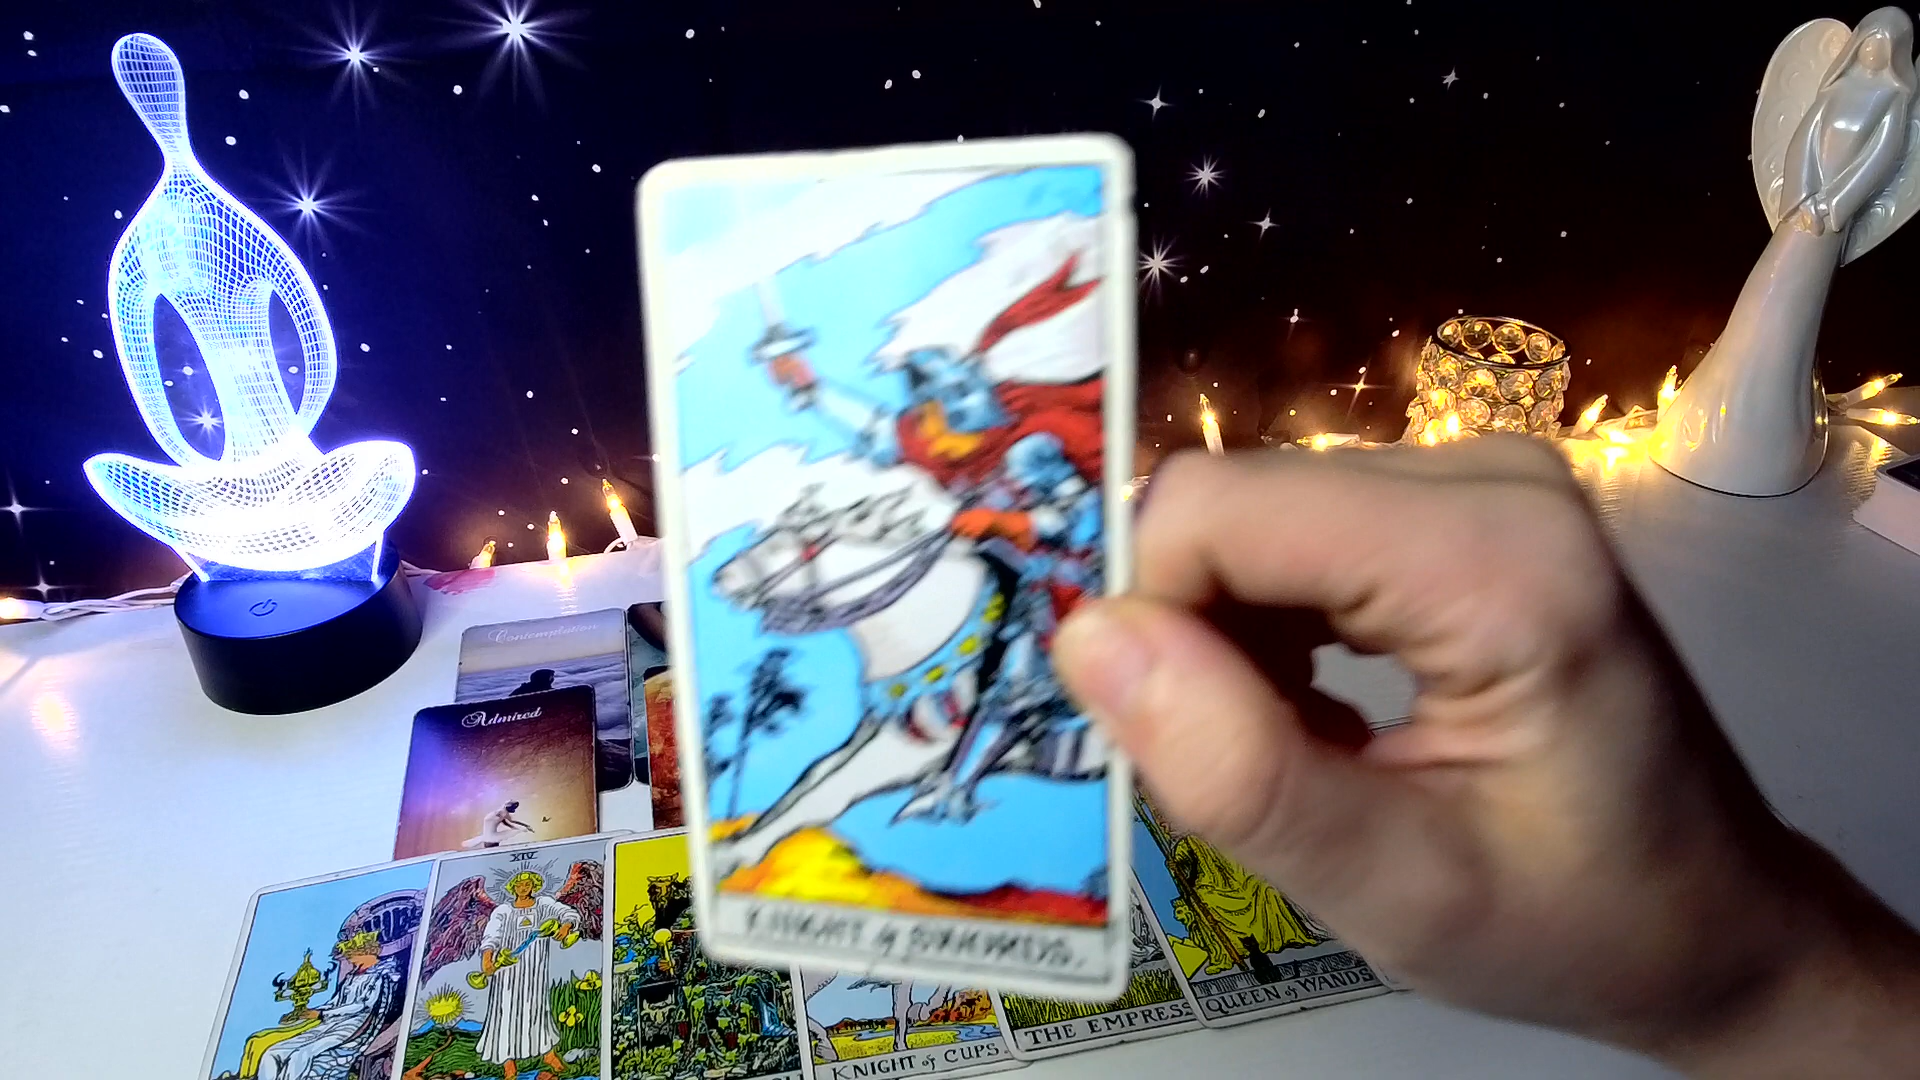 Contemplation
Admired
XIV
KNIGHT of SWORDS.
KNIGHT of CUPS.
THE EMPRESS
QUEEN of WANDS